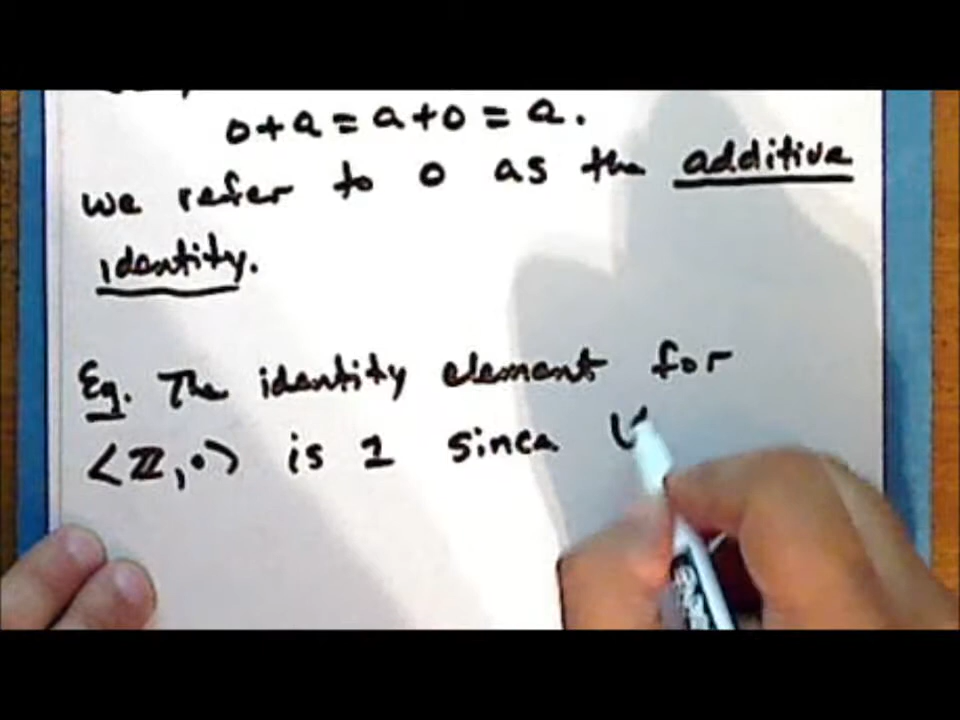 0+a = a+0 = a.
we refer to 0 as the additive
identity.
Eg. The identity element for
<ℤ,·> is 1 since